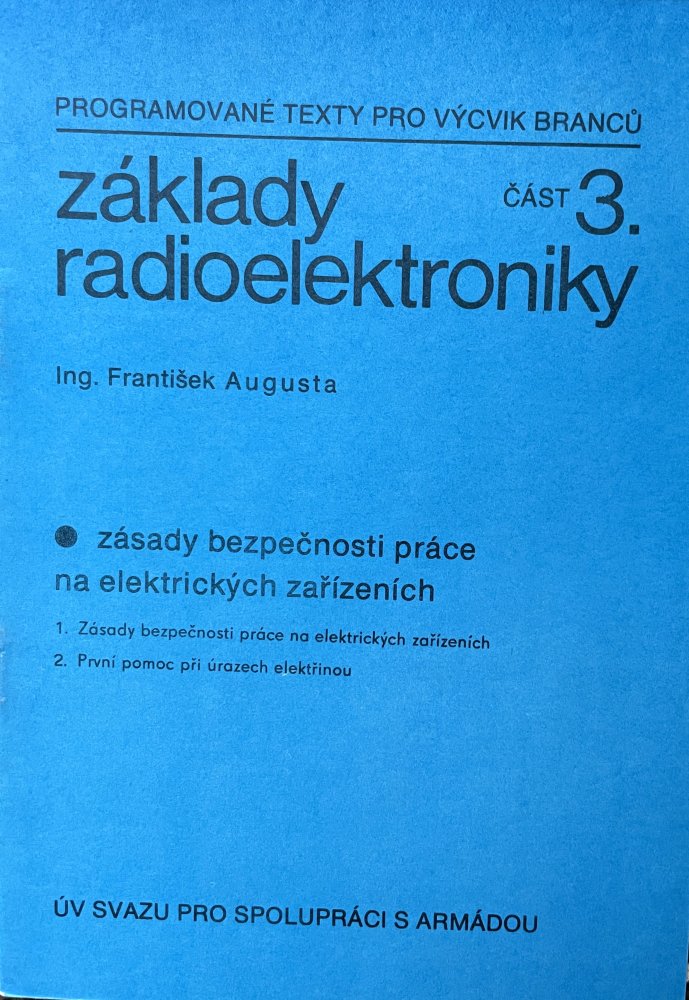 PROGRAMOVANÉ TEXTY PRO VÝCVIK BRANCŮ
základy ČÁST 3.
radioelektroniky
Ing. František Augusta
● zásady bezpečnosti práce
na elektrických zařízeních
1. Zásady bezpečnosti práce na elektrických zařízeních
2. První pomoc při úrazech elektřinou
ÚV SVAZU PRO SPOLUPRÁCI S ARMÁDOU